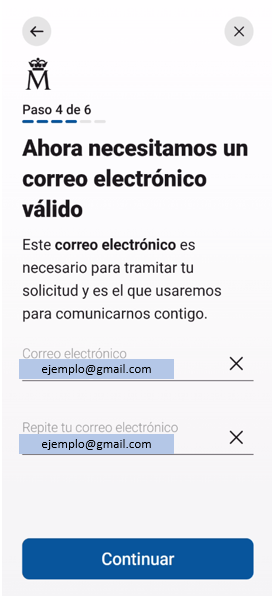 M
Paso 4 de 6
Ahora necesitamos un
correo electrónico
válido
Este correo electrónico es
necesario para tramitar tu
solicitud y es el que usaremos
para comunicarnos contigo.
Correo electrónico
ejemplo@gmail.com
Repite tu correo electrónico
ejemplo@gmail.com
Continuar